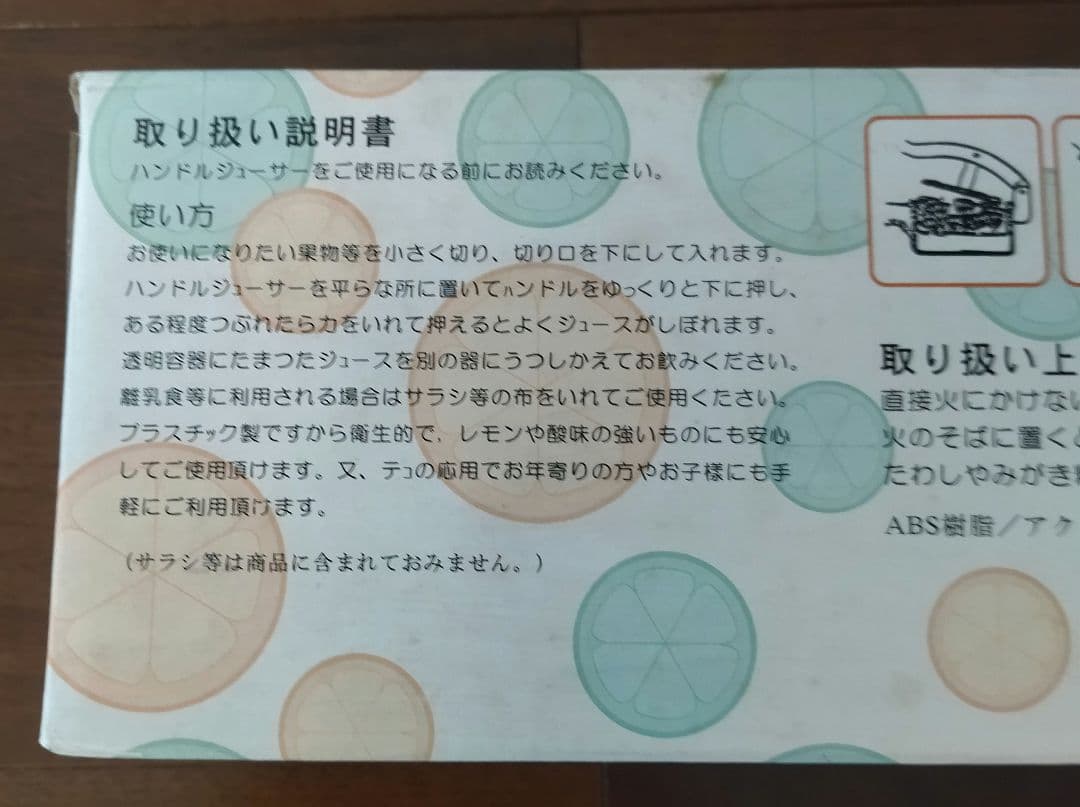 取り扱い説明書
ハンドルジューサーをご使用になる前にお読みください。
使い方
お使いになりたい果物等を小さく切り、切り口を下にして入れます。
ハンドルジューサーを平らな所に置いてハンドルをゆっくりと下に押し、
ある程度つぶれたら力をいれて押えるとよくジュースがしぼれます。
透明容器にたまつたジュースを別の器にうつしかえてお飲みください。
離乳食等に利用される場合はサラシ等の布をいれてご使用ください。
プラスチック製ですから衛生的で、レモンや酸味の強いものにも安心
してご使用頂けます。又、テコの応用でお年寄りの方やお子様にも手
軽にご利用頂けます。
(サラシ等は商品に含まれておみません。)
取り扱い上
直接火にかけない
火のそばに置くと
たわしやみがき
ABS樹脂／アク